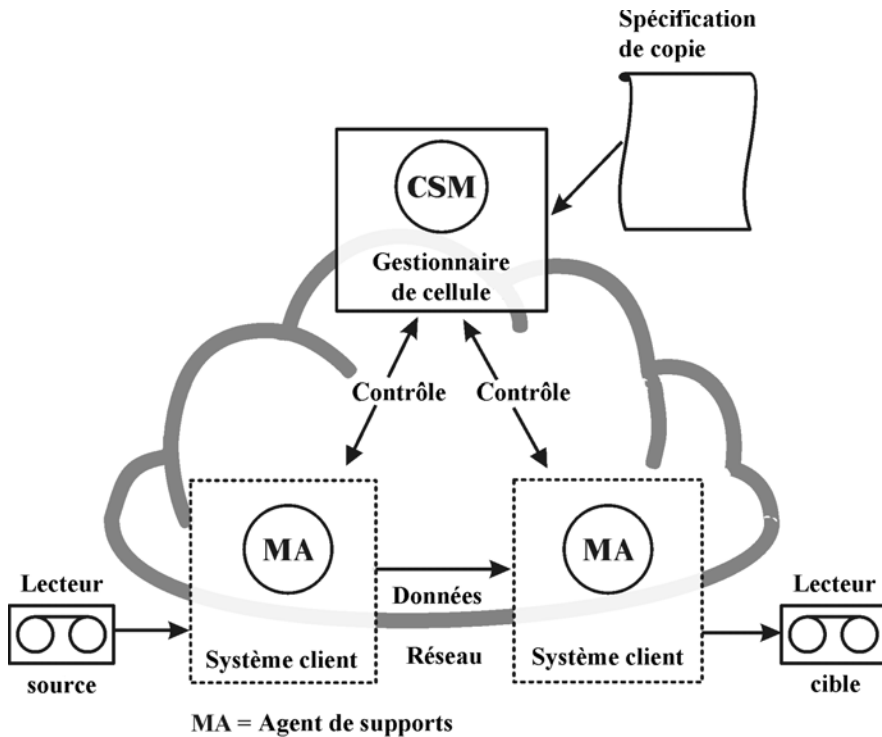 Spécification
de copie
CSM
Gestionnaire
de cellule
Contrôle
Contrôle
MA
MA
Lecteur
Données
Lecteur
Système client
Réseau
Système client
source
cible
MA = Agent de supports